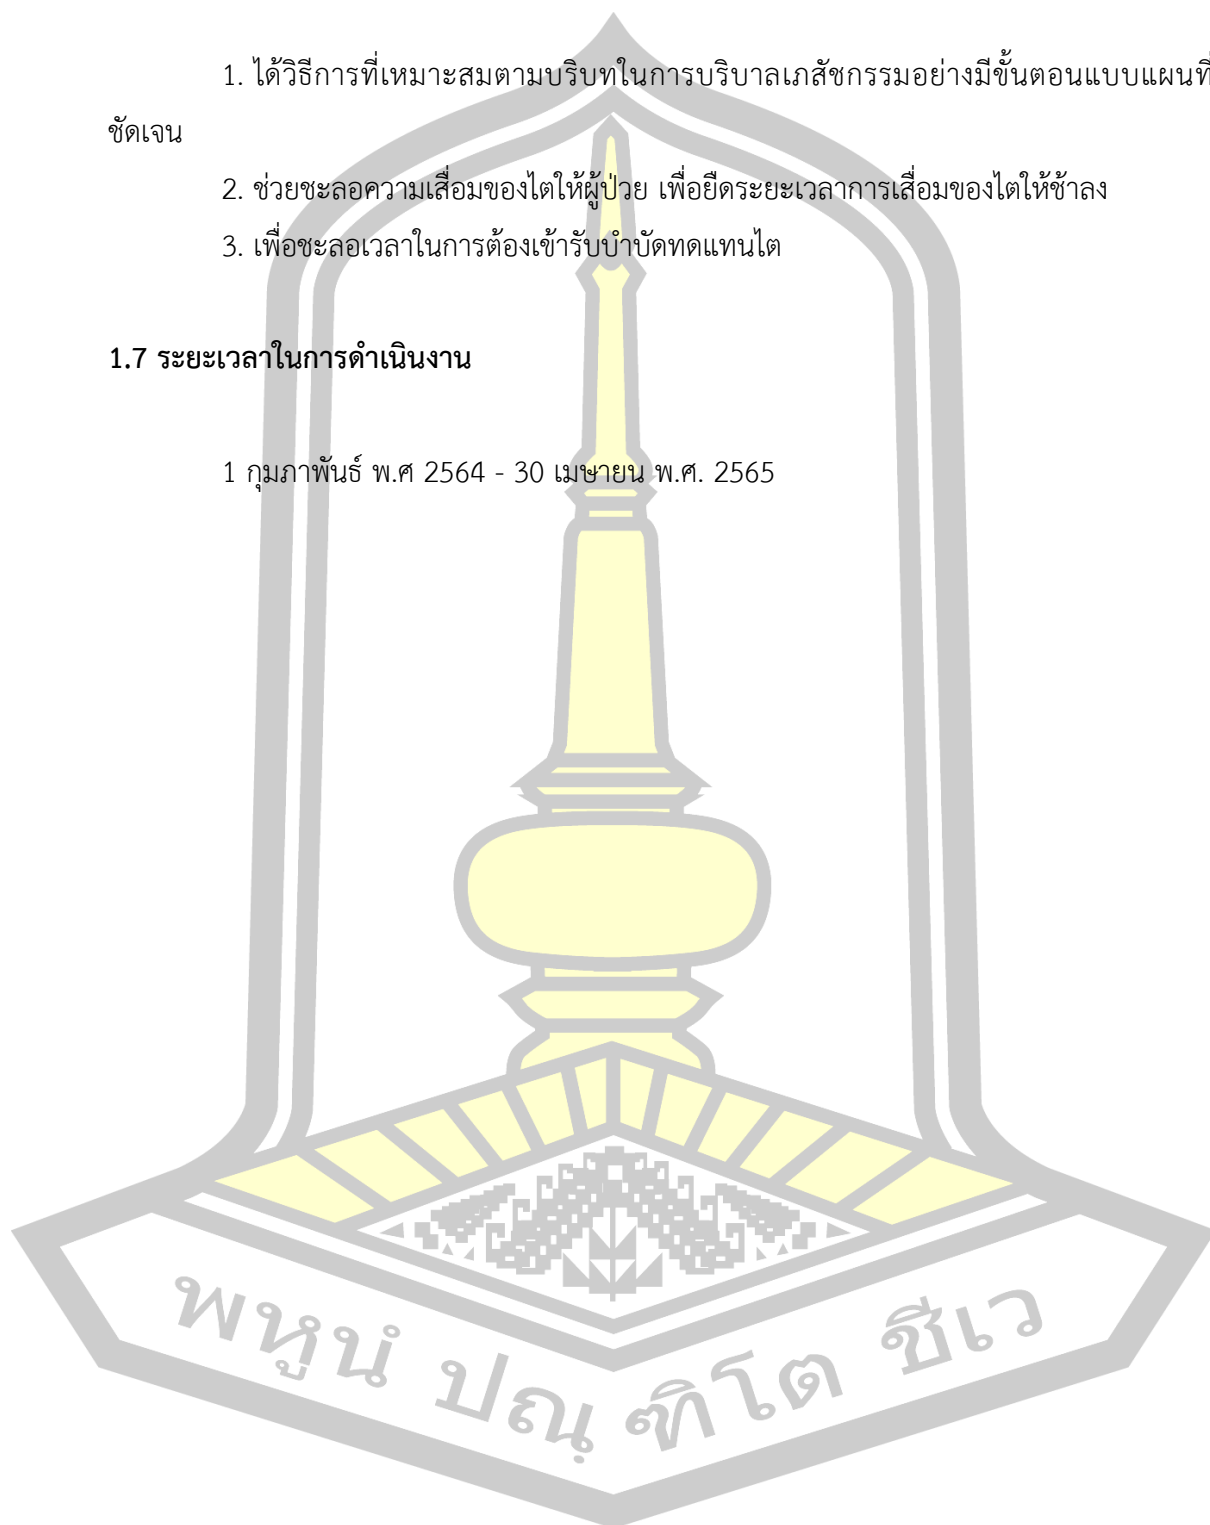 1. ได้วิธีการที่เหมาะสมตามบริบทในการบริบาลเภสัชกรรมอย่างมีขั้นตอนแบบแผนที่
ชัดเจน
2. ช่วยชะลอความเสื่อมของไตให้ผู้ป่วย เพื่อยืดระยะเวลาการเสื่อมของไตให้ช้าลง
3. เพื่อชะลอเวลาในการต้องเข้ารับบำบัดทดแทนไต
1.7 ระยะเวลาในการดำเนินงาน
1 กุมภาพันธ์ พ.ศ 2564 - 30 เมษายน พ.ศ. 2565
พหูนํ ปณฺฑิโต ชีเว